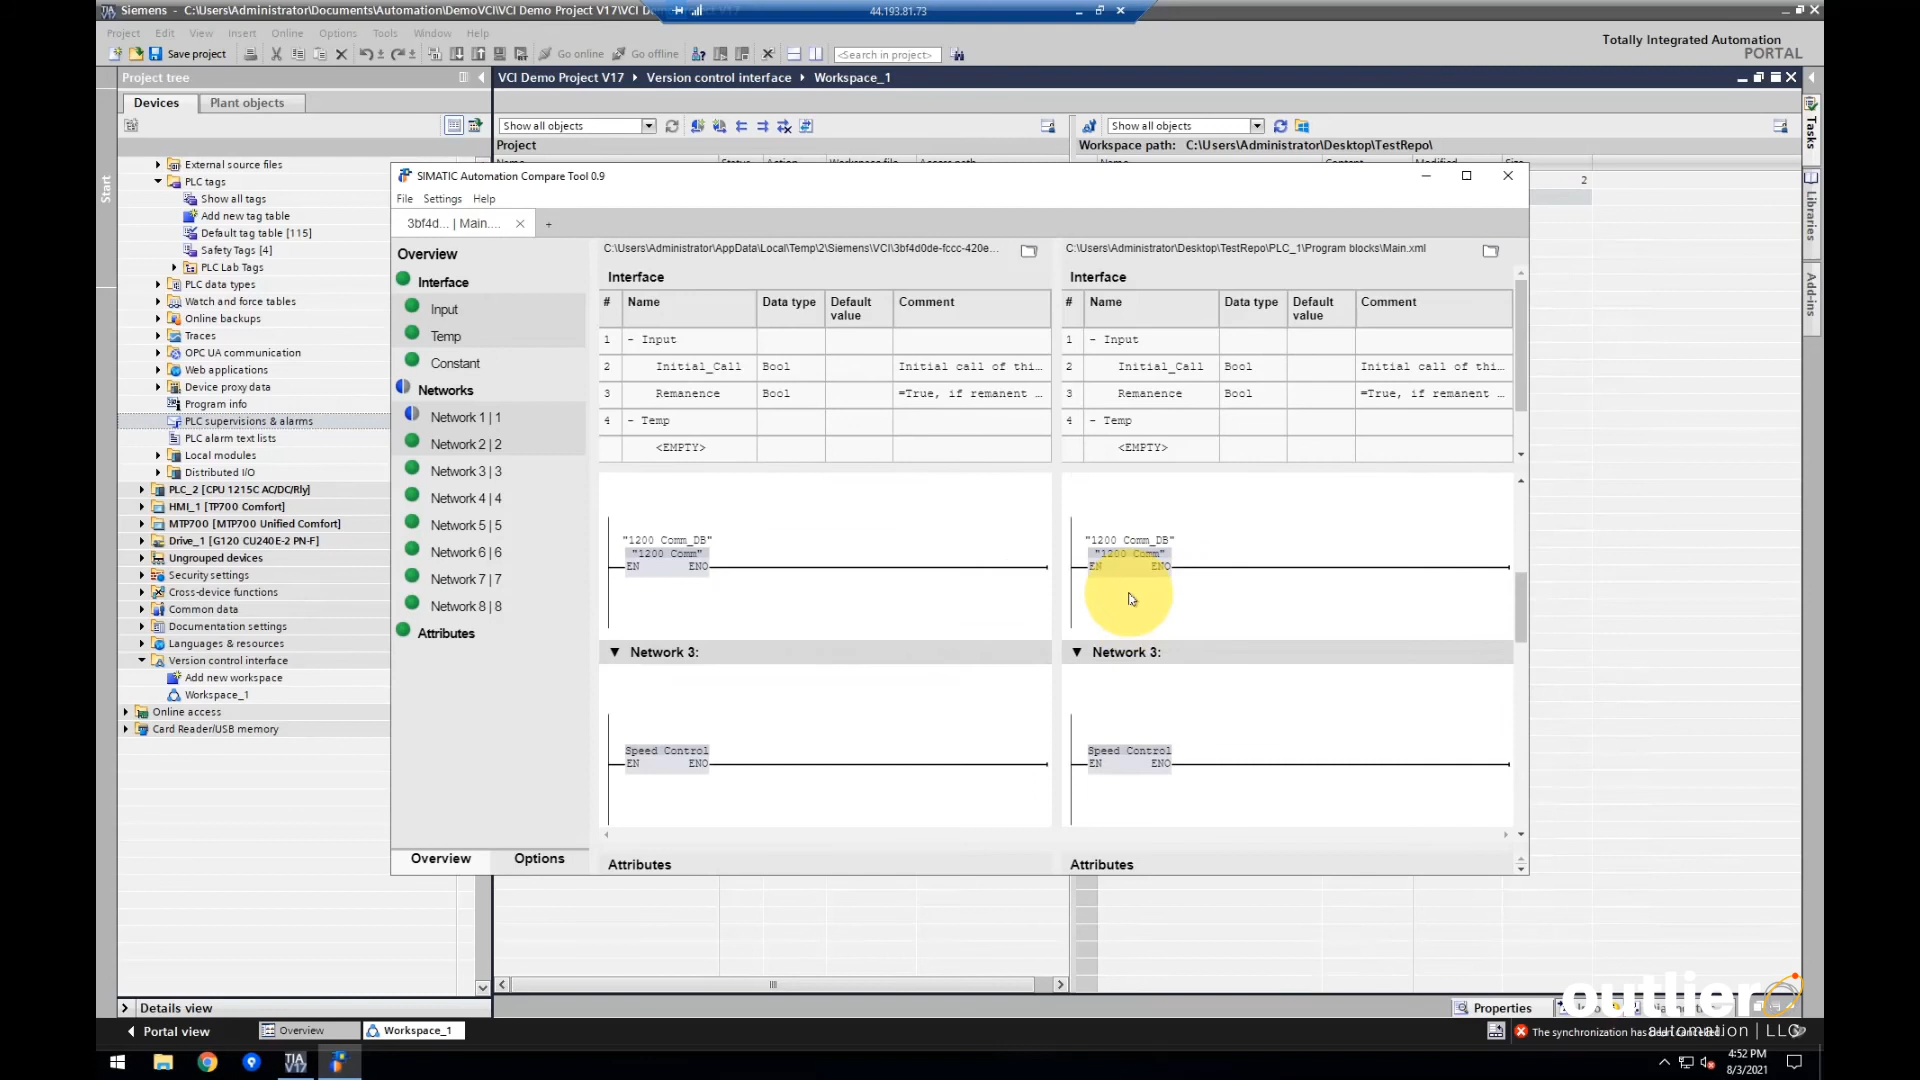 Siemens - C:\Users\Administrator\Documents\Automation\DemoVCI\VCI Demo Project V17\VCI D
44.193.81.73
Project Edit View Insert Online Options Tools Window Help
Totally Integrated Automation
PORTAL
Save project
Go online
Go offline
<Search in project>
Project tree
VCI Demo Project V17 Version control interface Workspace_1
Devices
Plant objects
Show all objects
Show all objects
Project
Workspace path: C:\Users\Administrator\Desktop\TestRepo\
Start
Tasks
Libraries
Add-ins
2
External source files
PLC tags
Show all tags
Add new tag table
Default tag table [115]
Safety Tags [4]
PLC Lab Tags
PLC data types
Watch and force tables
Online backups
Traces
OPC UA communication
Web applications
Device proxy data
Program info
PLC supervisions & alarms
PLC alarm text lists
Local modules
Distributed I/O
PLC_2 [CPU 1215C AC/DC/Rly]
HMI_1 [TP700 Comfort]
MTP700 [MTP700 Unified Comfort]
Drive_1 [G120 CU240E-2 PN-F]
Ungrouped devices
Security settings
Cross-device functions
Common data
Documentation settings
Languages & resources
Version control interface
Add new workspace
Workspace_1
Online access
Card Reader/USB memory
SIMATIC Automation Compare Tool 0.9
File Settings Help
3bf4d... | Main....
+
Overview
Interface
Input
Temp
Constant
Networks
Network 1 | 1
Network 2 | 2
Network 3 | 3
Network 4 | 4
Network 5 | 5
Network 6 | 6
Network 7 | 7
Network 8 | 8
Attributes
Overview
Options
C:\Users\Administrator\AppData\Local\Temp\2\Siemens\VCI\3bf4d0de-fccc-420e...
Interface
# Name Data type Default value Comment
1 - Input
2 Initial_Call Bool Initial call of thi...
3 Remanence Bool =True, if remanent ...
4 - Temp
<EMPTY>
"1200 Comm_DB"
"1200 Comm"
EN ENO
Network 3:
Speed Control
EN ENO
Attributes
C:\Users\Administrator\Desktop\TestRepo\PLC_1\Program blocks\Main.xml
Interface
# Name Data type Default value Comment
1 - Input
2 Initial_Call Bool Initial call of thi...
3 Remanence Bool =True, if remanent ...
4 - Temp
<EMPTY>
"1200 Comm_DB"
"1200 Comm"
EN ENO
Network 3:
Speed Control
EN ENO
Attributes
Details view
Properties
outlier
automation | LLC
Portal view
Overview
Workspace_1
The synchronization has
TIA
V17
4:52 PM
8/3/2021